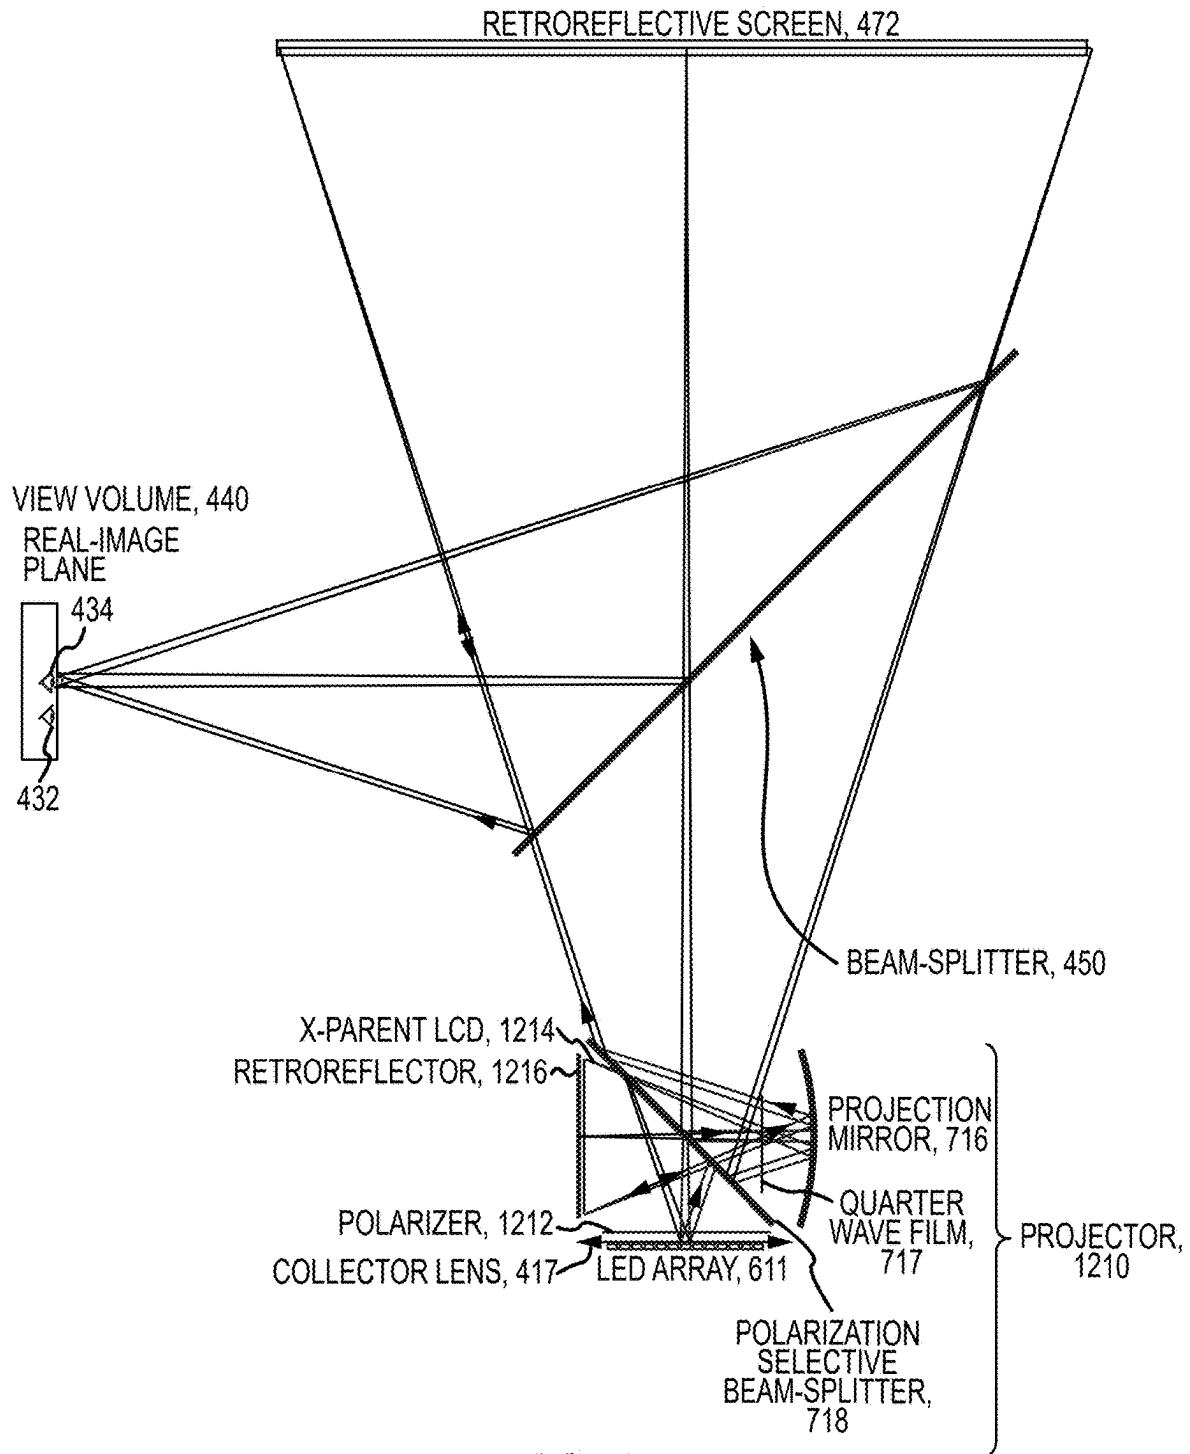 RETROREFLECTIVE SCREEN, 472
VIEW VOLUME, 440
REAL-IMAGE
PLANE
434
432
BEAM-SPLITTER, 450
X-PARENT LCD, 1214
RETROREFLECTOR, 1216
PROJECTION
MIRROR, 716
POLARIZER, 1212
QUARTER
WAVE FILM,
717
COLLECTOR LENS, 417
LED ARRAY, 611
PROJECTOR,
1210
POLARIZATION
SELECTIVE
BEAM-SPLITTER,
718